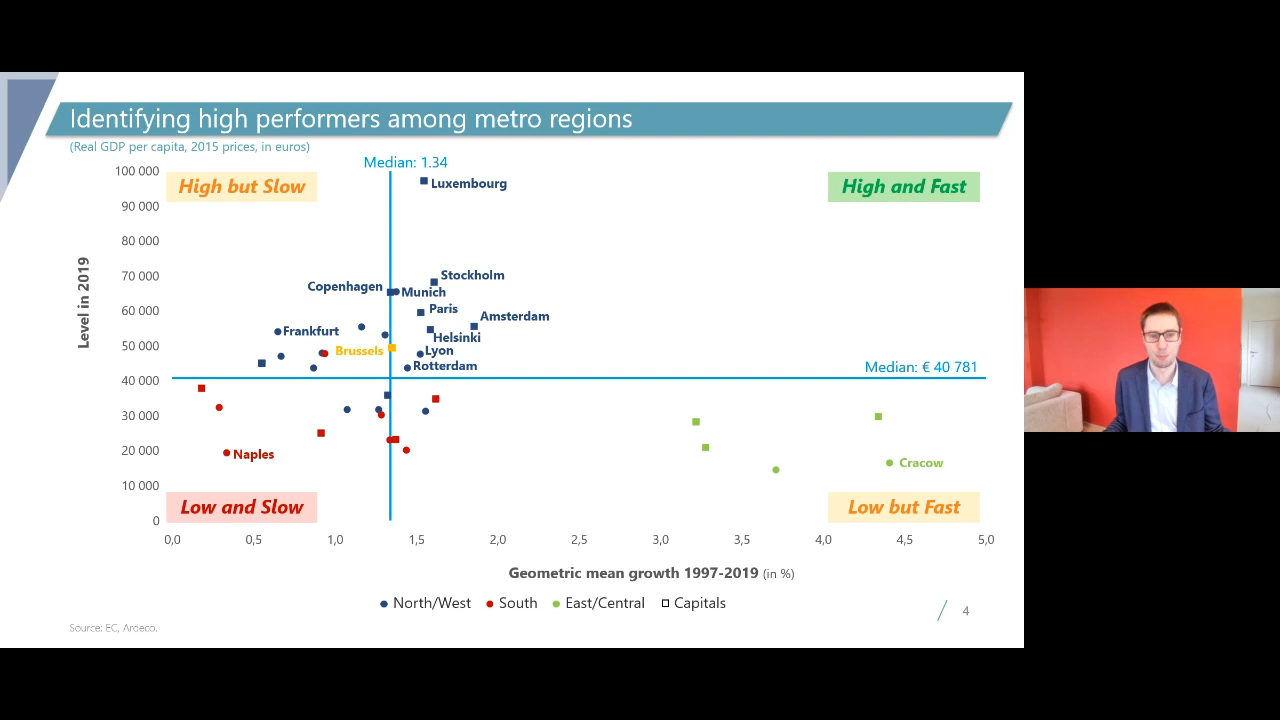 Identifying high performers among metro regions
(Real GDP per capita, 2015 prices, in euros)
Median: 1.34
100 000
High but Slow
Luxembourg
High and Fast
90 000
80 000
70 000
Stockholm
Copenhagen
Munich
60 000
Paris
Amsterdam
Level in 2019
Frankfurt
Helsinki
50 000
Brussels
Lyon
Rotterdam
Median: € 40 781
40 000
30 000
20 000
Naples
Cracow
10 000
Low and Slow
Low but Fast
0
0,0 0,5 1,0 1,5 2,0 2,5 3,0 3,5 4,0 4,5 5,0
Geometric mean growth 1997-2019 (in %)
North/West South East/Central Capitals
4
Source: EC, Ardeco.